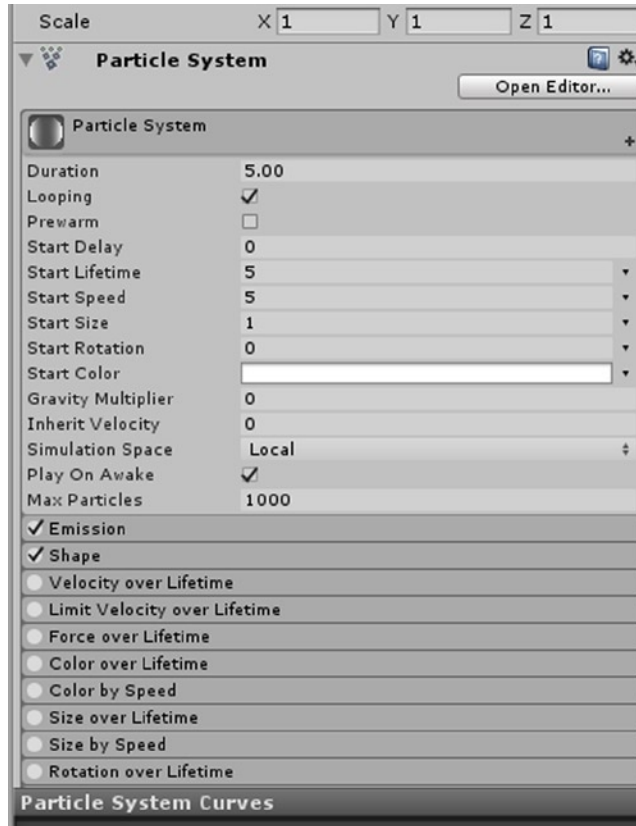 Scale X 1 Y 1 Z 1
Particle System
Open Editor...
Particle System
Duration 5.00
Looping
Prewarm
Start Delay 0
Start Lifetime 5
Start Speed 5
Start Size 1
Start Rotation 0
Start Color
Gravity Multiplier 0
Inherit Velocity 0
Simulation Space Local
Play On Awake
Max Particles 1000
Emission
Shape
Velocity over Lifetime
Limit Velocity over Lifetime
Force over Lifetime
Color over Lifetime
Color by Speed
Size over Lifetime
Size by Speed
Rotation over Lifetime
Particle System Curves